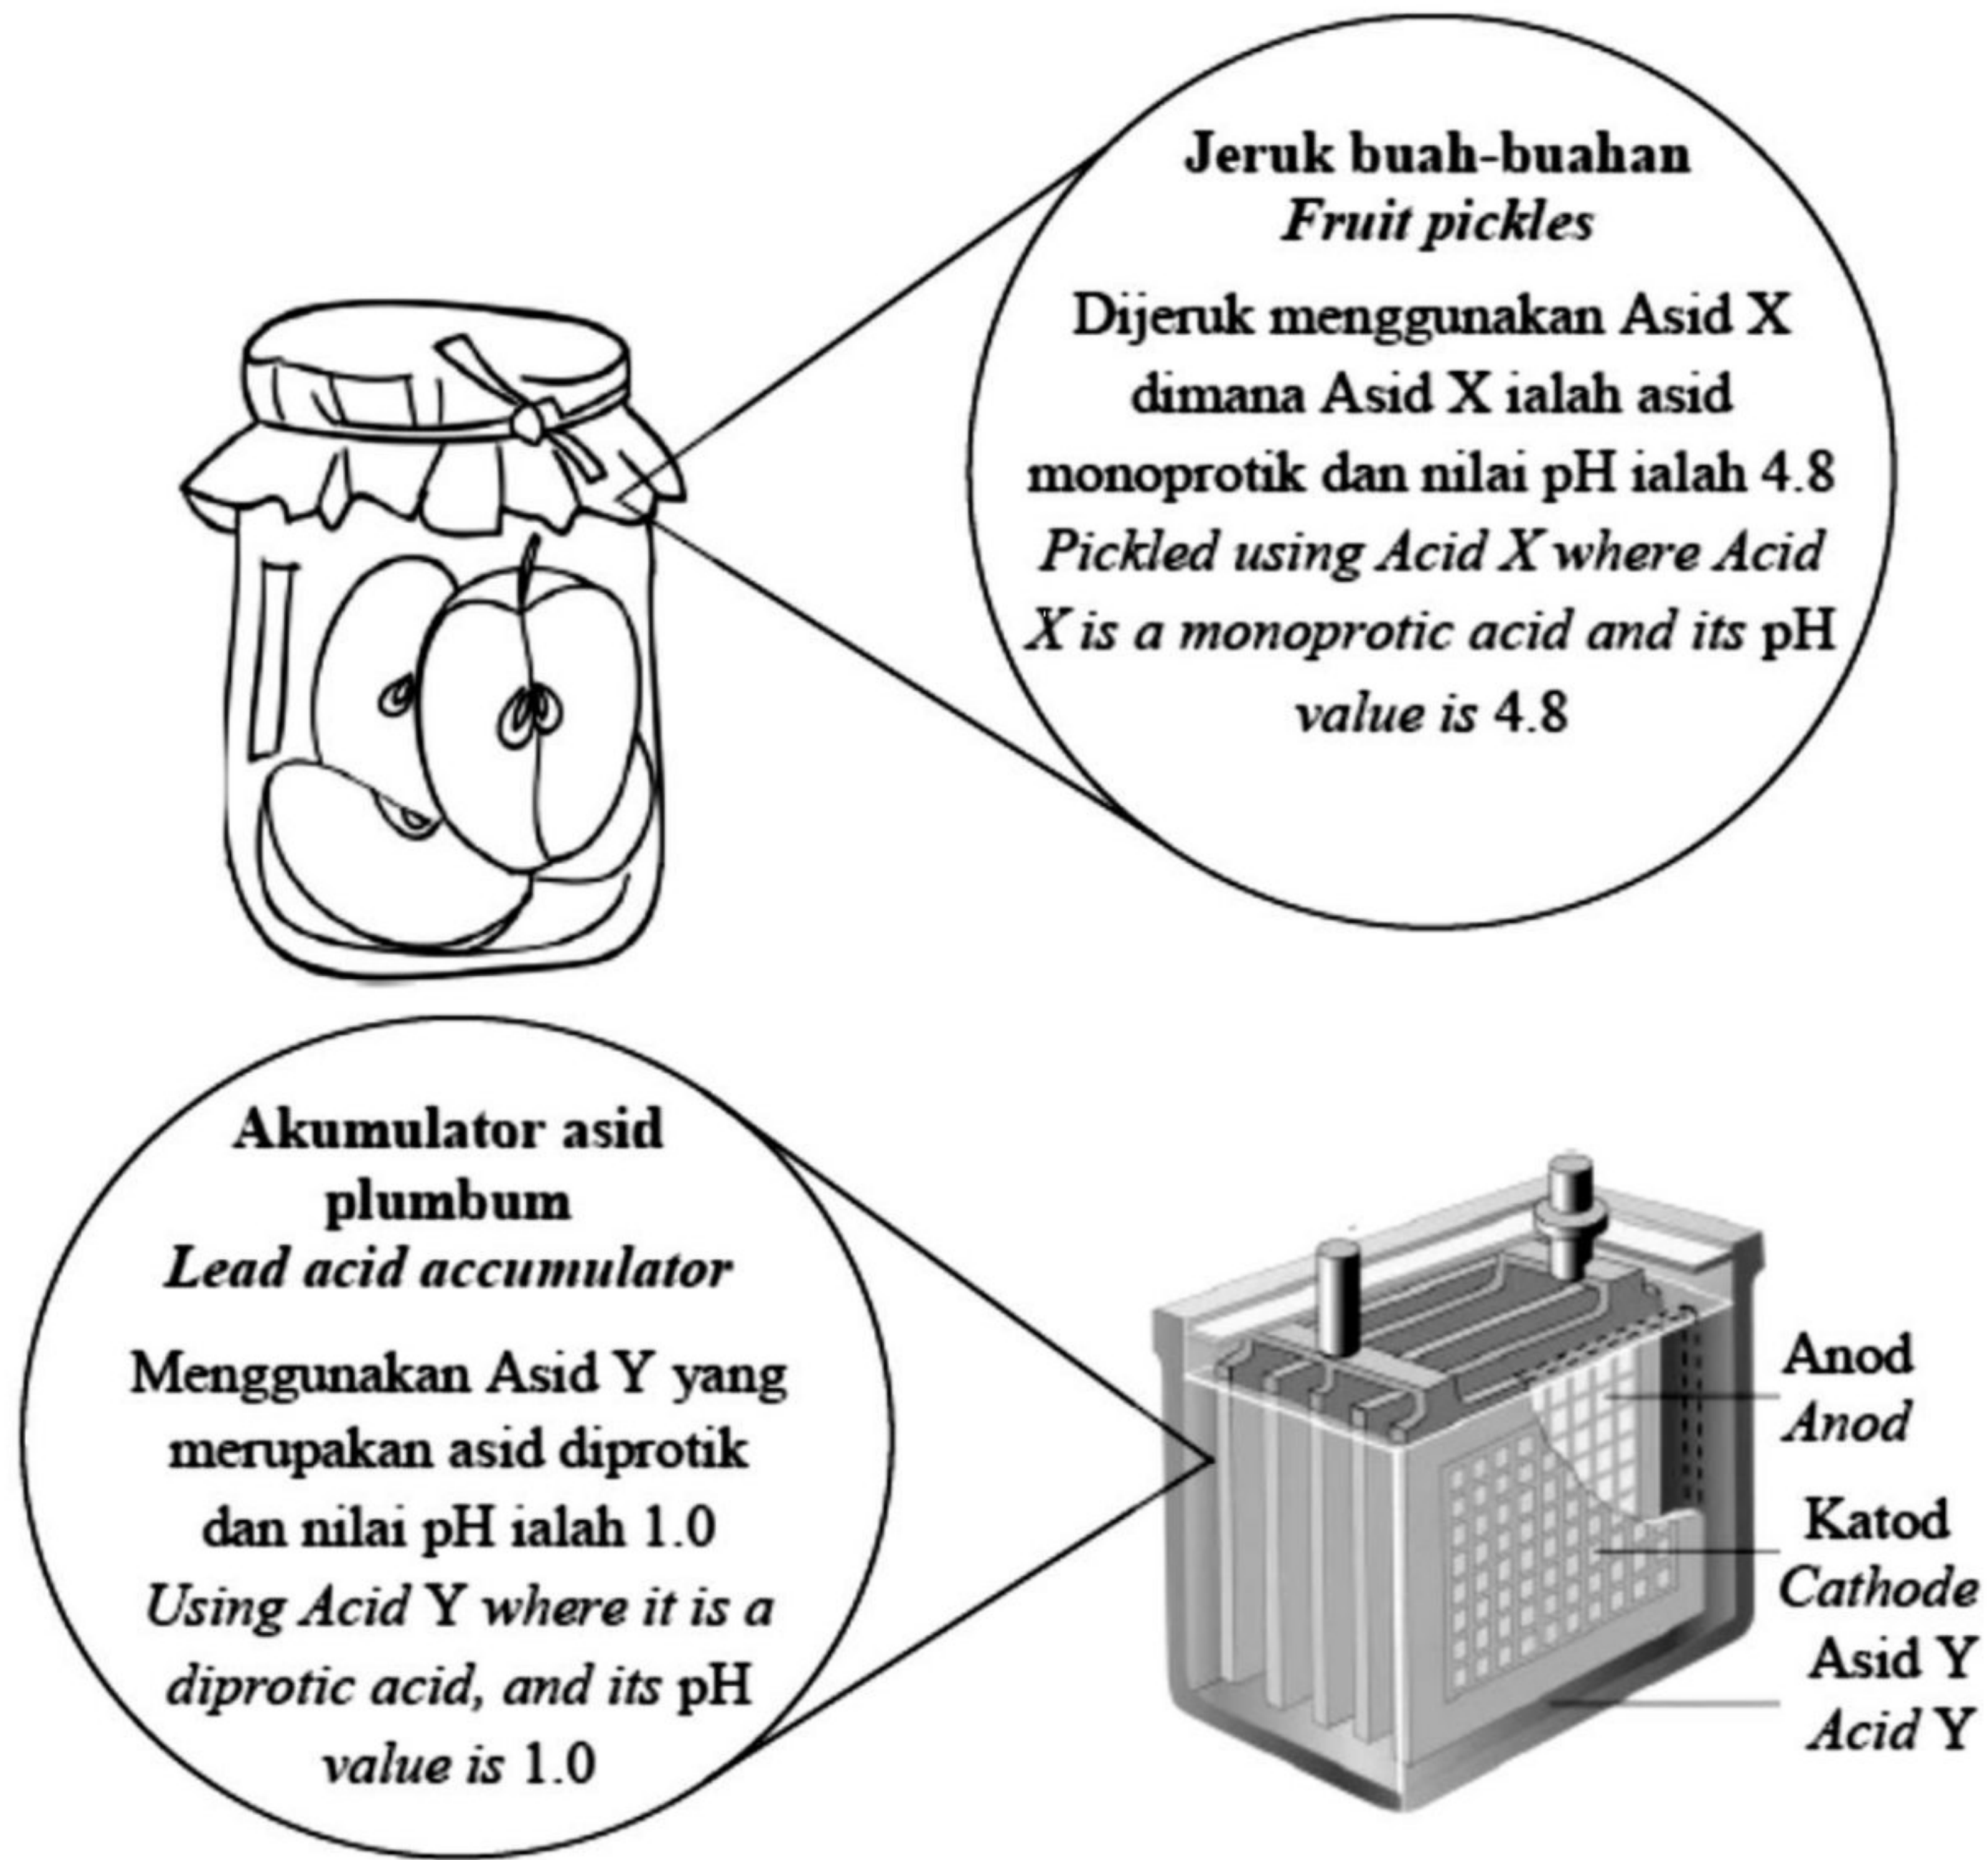 Jeruk buah-buahan
Fruit pickles
Dijeruk menggunakan Asid X
dimana Asid X ialah asid
monoprotik dan nilai pH ialah 4.8
Pickled using Acid X where Acid
X is a monoprotic acid and its pH
value is 4.8
Akumulator asid
plumbum
Lead acid accumulator
Menggunakan Asid Y yang
merupakan asid diprotik
dan nilai pH ialah 1.0
Using Acid Y where it is a
diprotic acid, and its pH
value is 1.0
Anod
Anod
Katod
Cathode
Asid Y
Acid Y